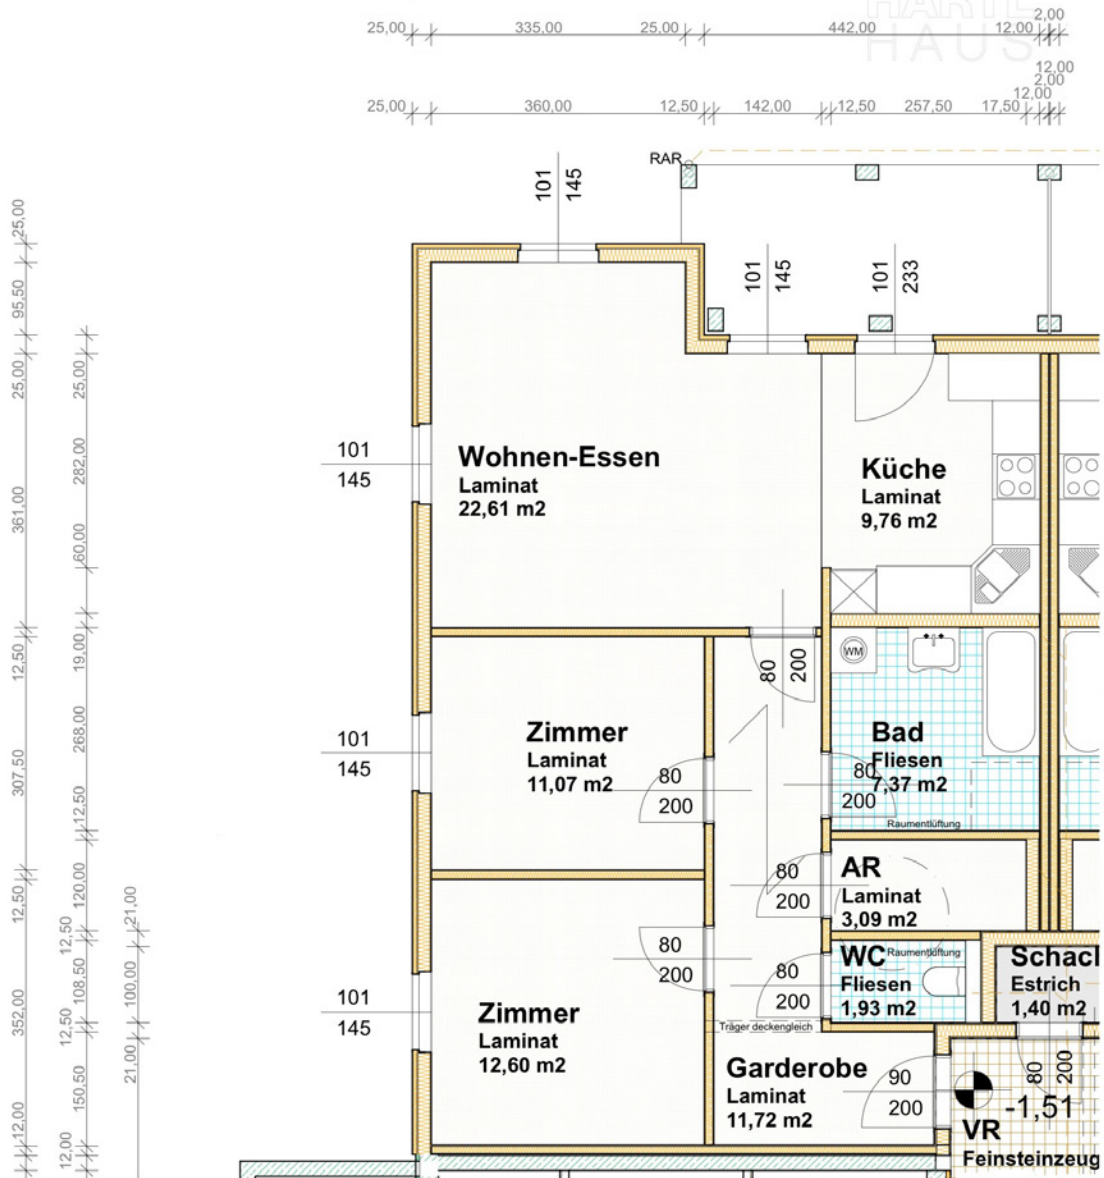 HARTL
HAUS
25,00 335,00 25,00 442,00 12,00 2,00
12,00
2,00
12,00
25,00 360,00 12,50 142,00 12,50 257,50 17,50
RAR
101
145
101
145
101
233
25,00
95,50
25,00
361,00
12,50
307,50
12,50
352,00
12,00
25,00
282,00
60,00
19,00
268,00
12,50
120,00
12,50
108,50
12,50
150,50
12,00
21,00
100,00
21,00
101
145
Wohnen-Essen
Laminat
22,61 m2
Küche
Laminat
9,76 m2
80
200
WM
101
145
Zimmer
Laminat
11,07 m2
80
200
Bad
Fliesen
7,37 m2
80
200
Raumentlüftung
AR
Laminat
3,09 m2
80
200
80
200
WC
Raumentlüftung
Fliesen
1,93 m2
80
200
Schacl
Estrich
1,40 m2
101
145
Zimmer
Laminat
12,60 m2
Träger deckengleich
Garderobe
Laminat
11,72 m2
90
200
80
200
-1,51
VR
Feinsteinzeug